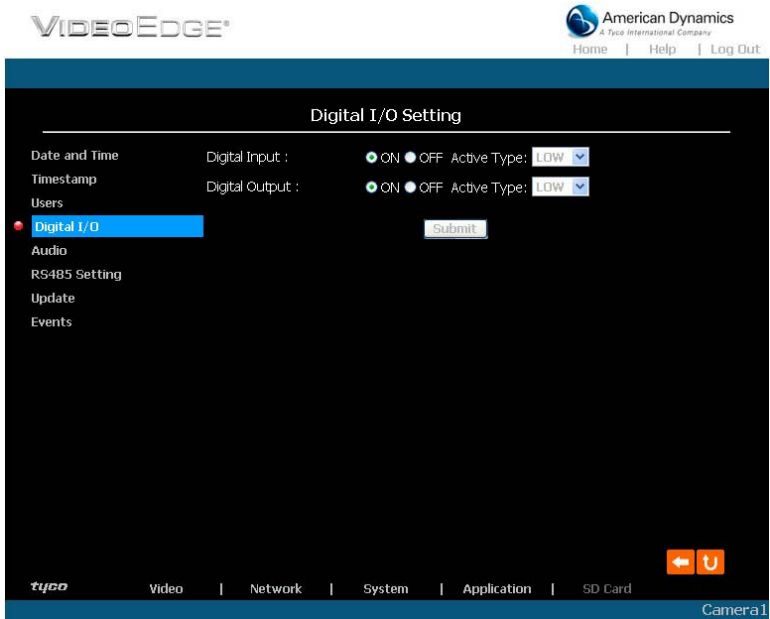 VIDEOEDGE®
American Dynamics
A Tyco International Company
Home | Help | Log Out
Digital I/O Setting
Date and Time
Digital Input : ON OFF Active Type: LOW
Timestamp
Digital Output : ON OFF Active Type: LOW
Users
Digital I/O
Submit
Audio
RS485 Setting
Update
Events
tyco Video | Network | System | Application | SD Card
Camera1